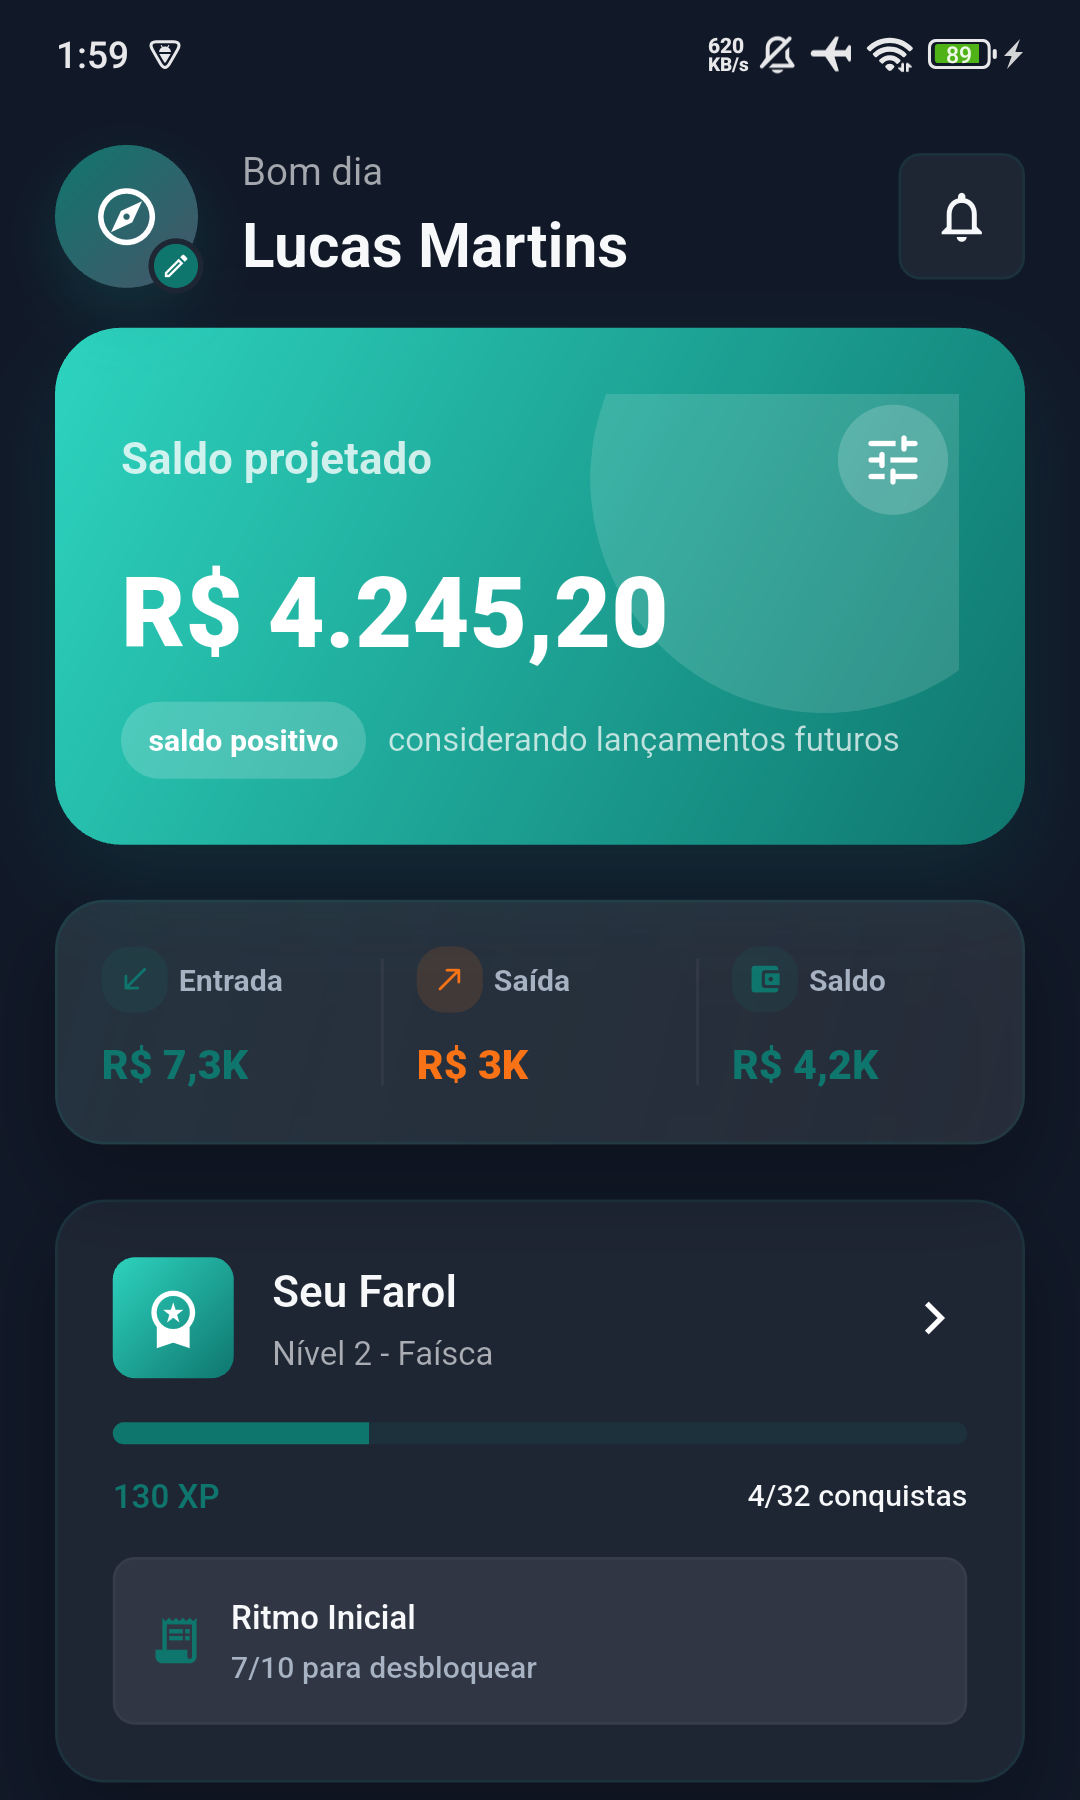 1:59
620
KB/s
89
Bom dia
Lucas Martins
Saldo projetado
R$ 4.245,20
saldo positivo considerando lançamentos futuros
Entrada Saída Saldo
R$ 7,3K R$ 3K R$ 4,2K
Seu Farol
Nível 2 - Faísca
130 XP 4/32 conquistas
Ritmo Inicial
7/10 para desbloquear